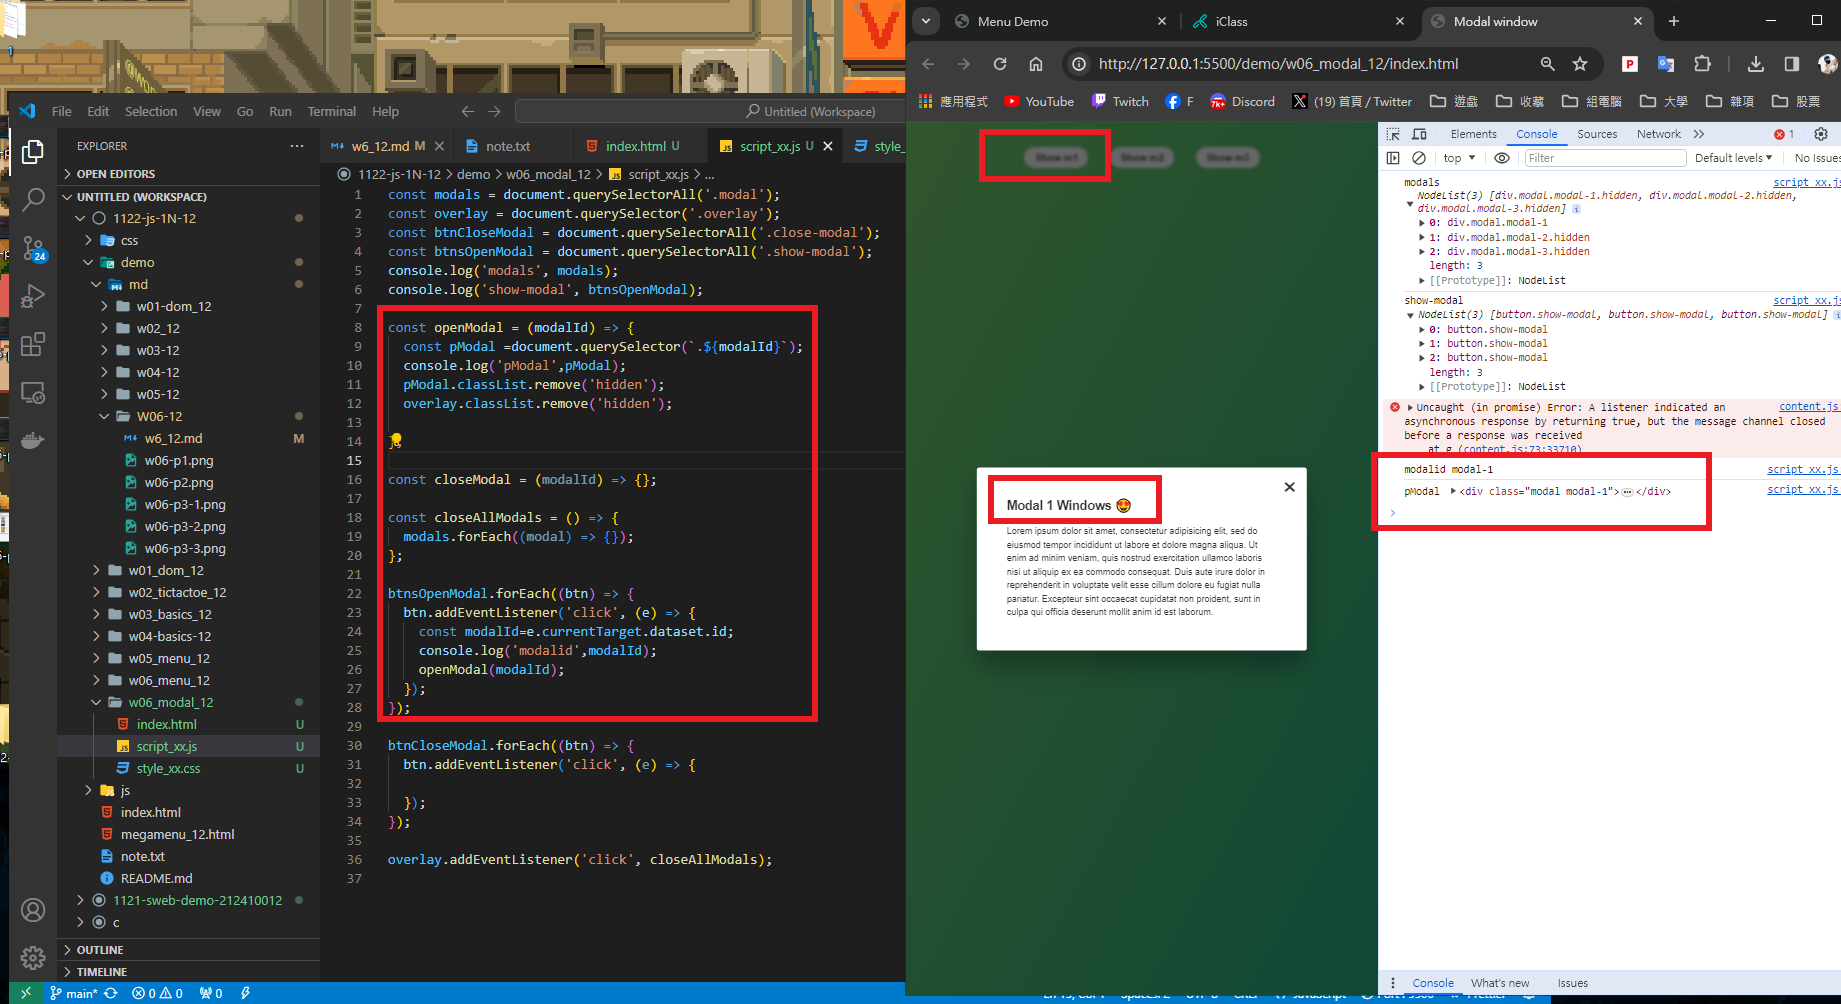 1
File Edit Selection View Go Run Terminal Help
Untitled (Workspace)
EXPLORER
OPEN EDITORS
UNTITLED (WORKSPACE)
1122-js-1N-12
css
demo
md
w01-dom_12
w02_12
w03-12
w04-12
w05-12
W06-12
w6_12.md M
w06-p1.png
w06-p2.png
w06-p3-1.png
w06-p3-2.png
w06-p3-3.png
w01_dom_12
w02_tictactoe_12
w03_basics_12
w04-basics-12
w05_menu_12
w06_menu_12
w06_modal_12
index.html U
script_xx.js U
style_xx.css U
js
index.html
megamenu_12.html
note.txt
README.md
1121-sweb-demo-212410012
c
OUTLINE
TIMELINE
24
main* 0 0 0
w6_12.md M note.txt index.html U script_xx.js U style_
1122-js-1N-12 > demo > w06_modal_12 > script_xx.js > ...
1 const modals = document.querySelectorAll('.modal');
2 const overlay = document.querySelector('.overlay');
3 const btnCloseModal = document.querySelectorAll('.close-modal');
4 const btnsOpenModal = document.querySelectorAll('.show-modal');
5 console.log('modals', modals);
6 console.log('show-modal', btnsOpenModal);
7
8 const openModal = (modalId) => {
9 const pModal =document.querySelector(`.${modalId}`);
10 console.log('pModal',pModal);
11 pModal.classList.remove('hidden');
12 overlay.classList.remove('hidden');
13
14
15
16 const closeModal = (modalId) => {};
17
18 const closeAllModals = () => {
19 modals.forEach((modal) => {});
20 };
21
22 btnsOpenModal.forEach((btn) => {
23 btn.addEventListener('click', (e) => {
24 const modalId=e.currentTarget.dataset.id;
25 console.log('modalid',modalId);
26 openModal(modalId);
27 });
28 });
29
30 btnCloseModal.forEach((btn) => {
31 btn.addEventListener('click', (e) => {
32
33 });
34 });
35
36 overlay.addEventListener('click', closeAllModals);
37
Menu Demo iClass Modal window
http://127.0.0.1:5500/demo/w06_modal_12/index.html
應用程式 YouTube Twitch F Discord (19) 首頁 / Twitter 遊戲 收藏 組電腦 大學 雜項 股票
Show m1 Show m2 Show m3
Modal 1 Windows 😍
Lorem ipsum dolor sit amet, consectetur adipisicing elit, sed do
eiusmod tempor incididunt ut labore et dolore magna aliqua. Ut
enim ad minim veniam, quis nostrud exercitation ullamco laboris
nisi ut aliquip ex ea commodo consequat. Duis aute irure dolor in
reprehenderit in voluptate velit esse cillum dolore eu fugiat nulla
pariatur. Excepteur sint occaecat cupidatat non proident, sunt in
culpa qui officia deserunt mollit anim id est laborum.
Elements Console Sources Network 1
top Filter Default levels No Issues
modals script xx.js
NodeList(3) [div.modal.modal-1.hidden, div.modal.modal-2.hidden,
div.modal.modal-3.hidden]
0: div.modal.modal-1
1: div.modal.modal-2.hidden
2: div.modal.modal-3.hidden
length: 3
[[Prototype]]: NodeList
show-modal script xx.js
NodeList(3) [button.show-modal, button.show-modal, button.show-modal]
0: button.show-modal
1: button.show-modal
2: button.show-modal
length: 3
[[Prototype]]: NodeList
Uncaught (in promise) Error: A listener indicated an content.js
asynchronous response by returning true, but the message channel closed
before a response was received
at g (content.js:73:33710)
modalid modal-1 script xx.js
pModal <div class="modal modal-1">…</div> script xx.js
Console What's new Issues